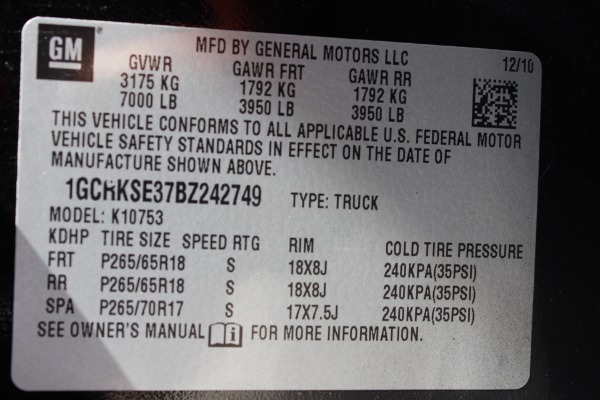 GM
MFD BY GENERAL MOTORS LLC 12/10
GVWR GAWR FRT GAWR RR
3175 KG 1792 KG 1792 KG
7000 LB 3950 LB 3950 LB
THIS VEHICLE CONFORMS TO ALL APPLICABLE U.S. FEDERAL MOTOR
VEHICLE SAFETY STANDARDS IN EFFECT ON THE DATE OF
MANUFACTURE SHOWN ABOVE.
1GCRKSE37BZ242749 TYPE: TRUCK
MODEL: K10753
KDHP TIRE SIZE SPEED RTG RIM COLD TIRE PRESSURE
FRT P265/65R18 S 18X8J 240KPA(35PSI)
RR P265/65R18 S 18X8J 240KPA(35PSI)
SPA P265/70R17 S 17X7.5J 240KPA(35PSI)
SEE OWNER'S MANUAL i FOR MORE INFORMATION.